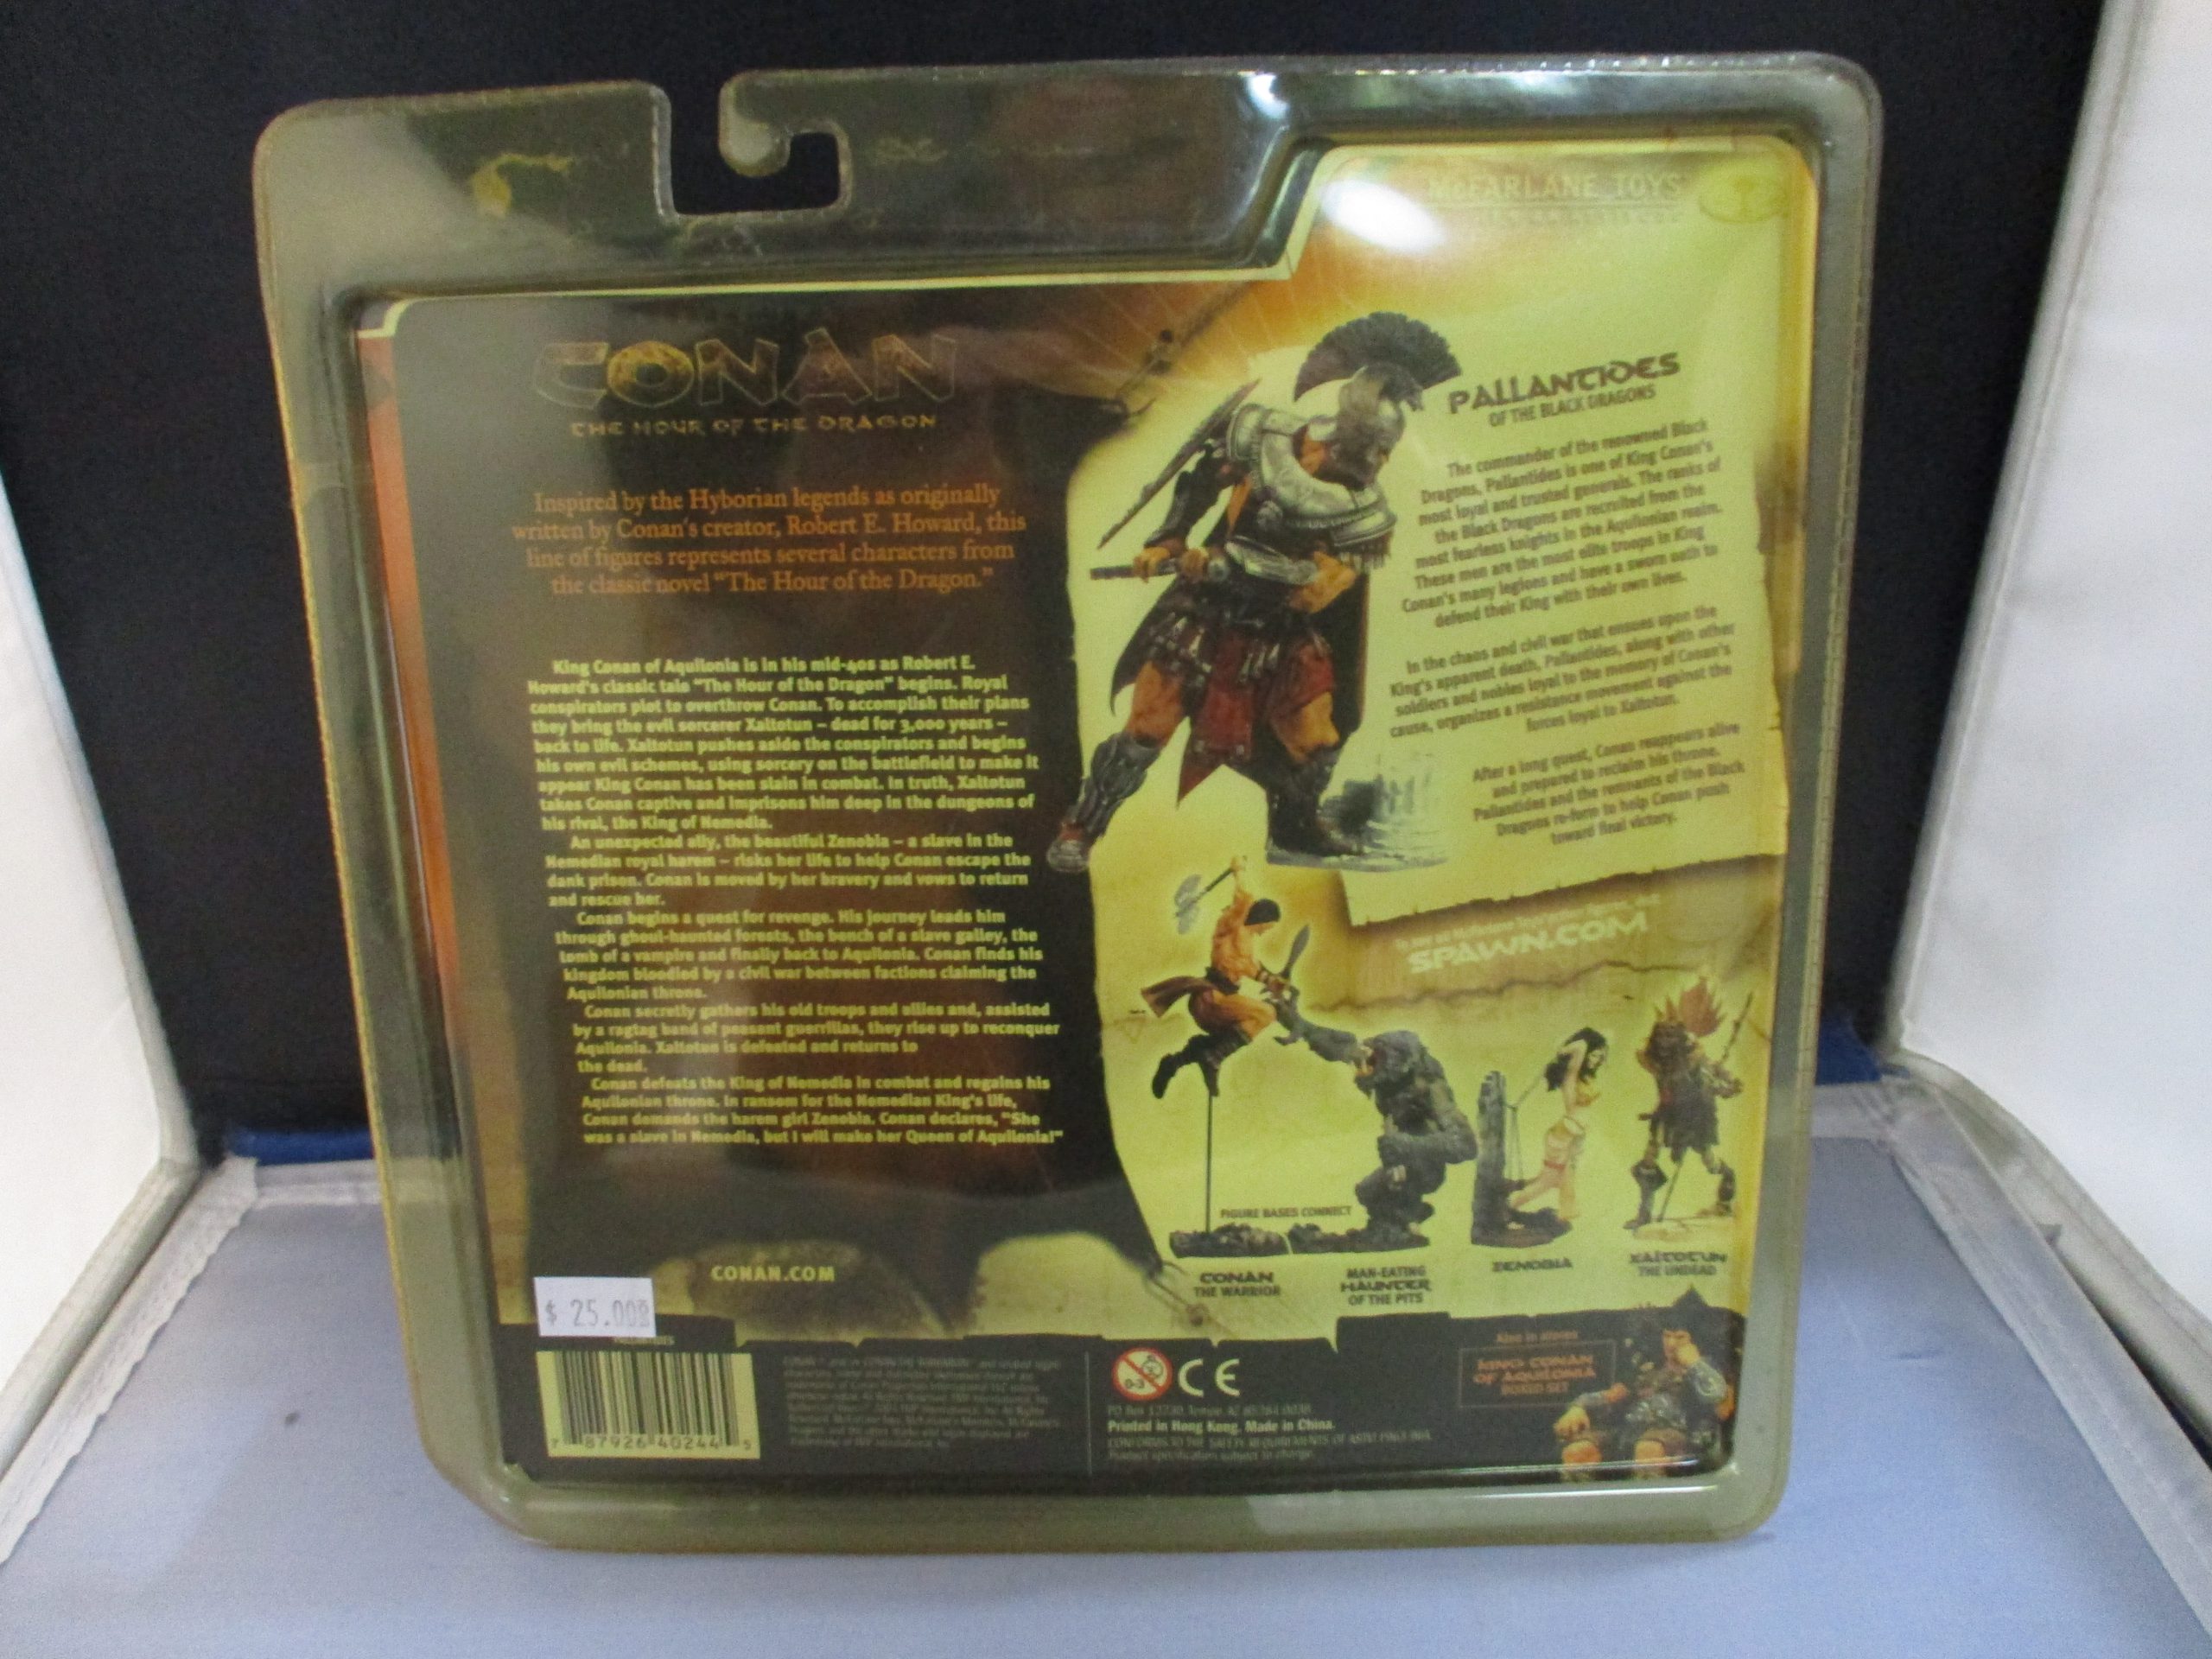 McFARLANE TOYS
CONAN
THE HOUR OF THE DRAGON
Inspired by the Hyborian legends as originally
written by Conan's creator, Robert E. Howard, this
line of figures represents several characters from
the classic novel "The Hour of the Dragon."
King Conan of Aquilonia is in his mid-40s as Robert E.
Howard's classic tale "The Hour of the Dragon" begins. Royal
conspirators plot to overthrow Conan. To accomplish their plans
they bring the evil sorcerer Xaltotun – dead for 3,000 years –
back to life. Xaltotun pushes aside the conspirators and begins
his own evil schemes, using sorcery on the battlefield to make it
appear King Conan has been slain in combat. In truth, Xaltotun
takes Conan captive and imprisons him deep in the dungeons of
his rival, the King of Nemedia.
An unexpected ally, the beautiful Zenobia – a slave in the
Nemedian royal harem – risks her life to help Conan escape the
dank prison. Conan is moved by her bravery and vows to return
and rescue her.
Conan begins a quest for revenge. His journey leads him
through ghoul-haunted forests, the bench of a slave galley, the
tomb of a vampire and finally back to Aquilonia. Conan finds his
kingdom bloodied by a civil war between factions claiming the
Aquilonian throne.
Conan secretly gathers his old troops and allies and, assisted
by a ragtag band of peasant guerrillas, they rise up to reconquer
Aquilonia. Xaltotun is defeated and returns to
the dead.
Conan defeats the King of Nemedia in combat and regains his
Aquilonian throne. In ransom for the Nemedian King's life,
Conan demands the harem girl Zenobia. Conan declares, "She
was a slave in Nemedia, but I will make her Queen of Aquilonia!"
CONAN.COM
PALLANTIDES
OF THE BLACK DRAGONS
The commander of the renowned Black
Dragons, Pallantides is one of King Conan's
most loyal and trusted generals. The ranks of
the Black Dragons are recruited from the
most fearless knights in the Aquilonian realm.
These men are the most elite troops in King
Conan's many legions and have a sworn oath to
defend their King with their own lives.
In the chaos and civil war that ensues upon the
King's apparent death, Pallantides, along with other
soldiers and nobles loyal to the memory of Conan's
cause, organizes a resistance movement against the
forces loyal to Xaltotun.
After a long quest, Conan reappears alive
and prepared to reclaim his throne.
Pallantides and the remnants of the Black
Dragons re-form to help Conan push
toward final victory.
SPAWN.COM
FIGURE BASES CONNECT
CONAN
THE WARRIOR
MAN-EATING
HAUNTER
OF THE PITS
ZENOBIA
XALTOTUN
THE UNDEAD
$ 25.00
7 87926 40244 5
0-3
CE
Printed in Hong Kong. Made in China.
Product specifications subject to change.
Also in stores
KING CONAN
OF AQUILONIA
BOXED SET